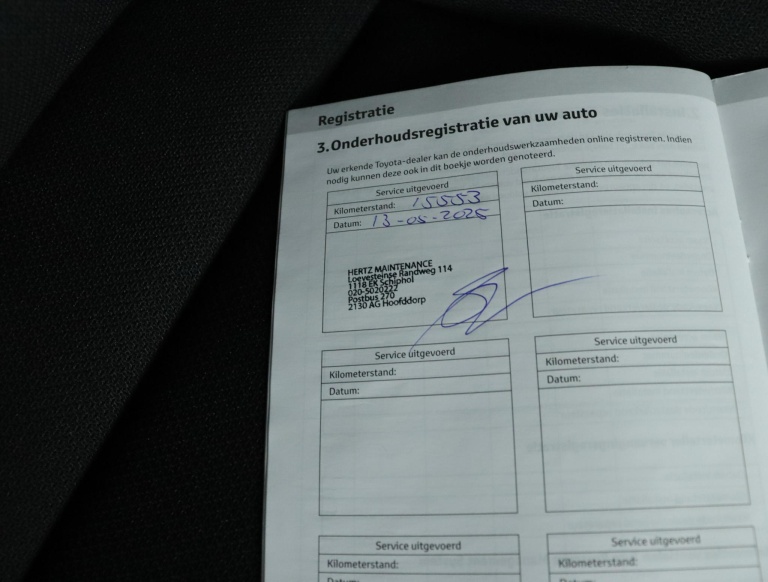 Registratie
3.Onderhoudsregistratie van uw auto
Uw erkende Toyota-dealer kan de onderhoudswerkzaamheden online registreren. Indien
nodig kunnen deze ook in dit boekje worden genoteerd.
Service uitgevoerd
Kilometerstand: 15553
Datum: 13-05-2025
HERTZ MAINTENANCE
Loevesteinse Randweg 114
1118 EK Schiphol
020-5020222
Postbus 270
2130 AG Hoofddorp
Service uitgevoerd
Kilometerstand:
Datum:
Service uitgevoerd
Kilometerstand:
Datum:
Service uitgevoerd
Kilometerstand:
Datum:
Service uitgevoerd
Kilometerstand:
Datum:
Service uitgevoerd
Kilometerstand: